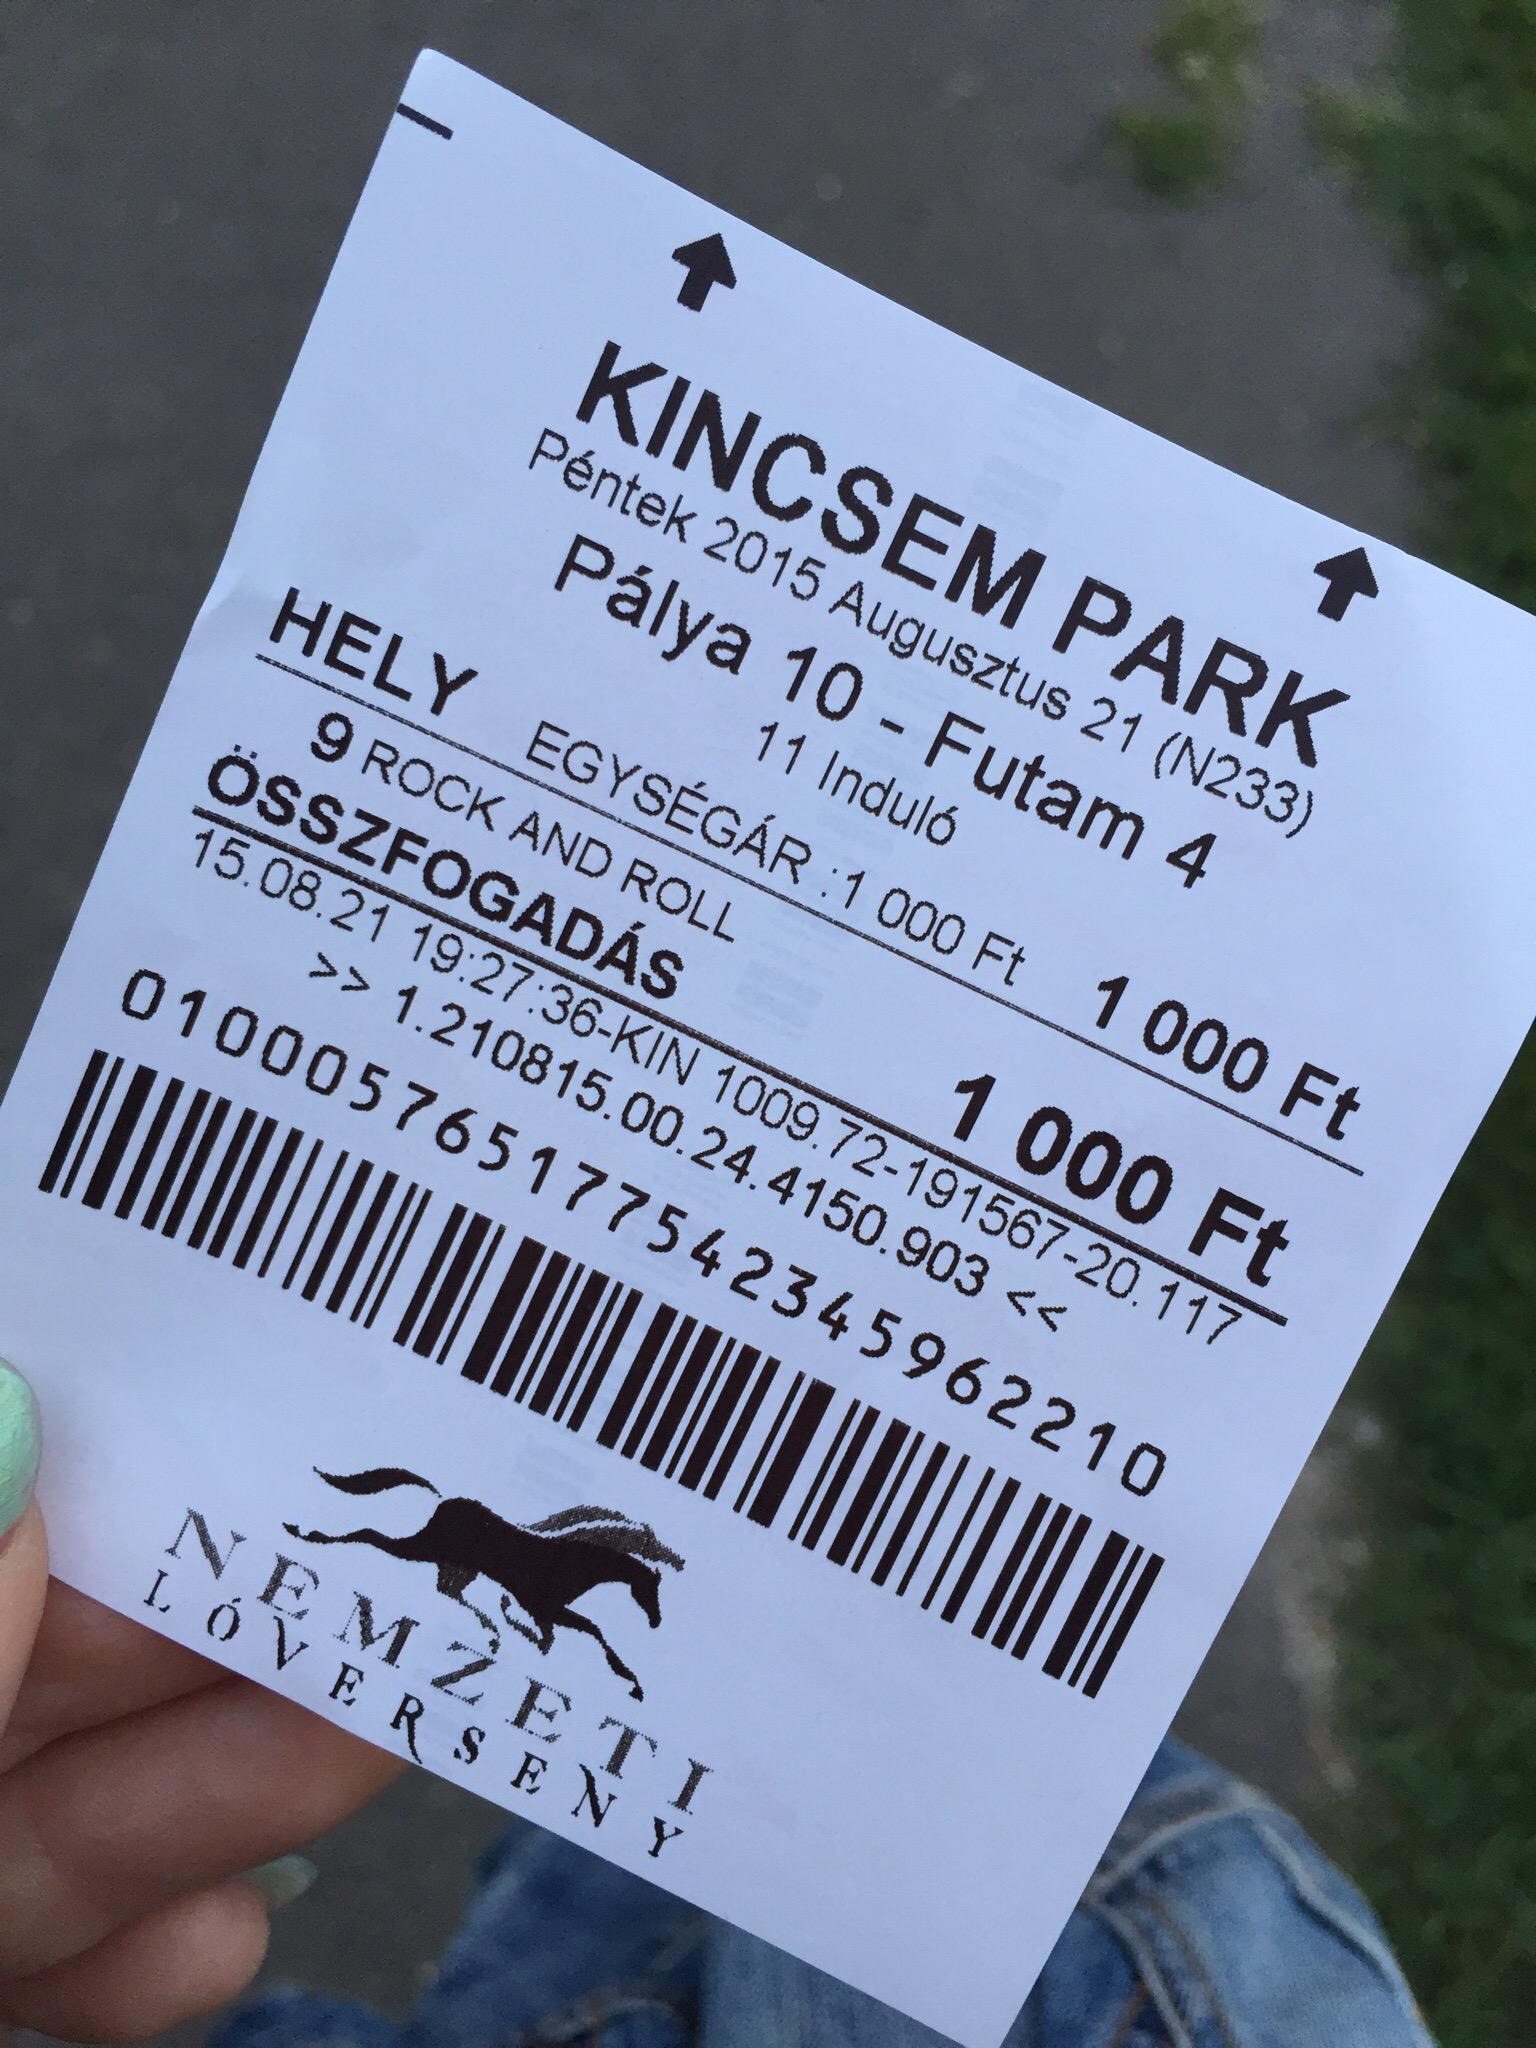 KINCSEM PARK
Péntek 2015 Augusztus 21 (N233)
Pálya 10 - Futam 4
11 Induló
HELY EGYSÉGÁR :1 000 Ft 1 000 Ft
9 ROCK AND ROLL
ÖSSZFOGADÁS 1 000 Ft
15.08.21 19:27:36-KIN 1009.72-191567-20.117
>> 1.210815.00.24.4150.903 <<
010005765177542345962210
NEMZETI
LÓVERSENY